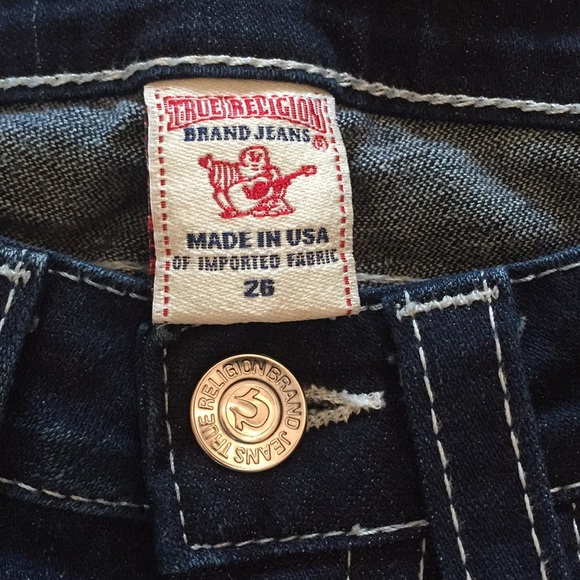 TRUE RELIGION
BRAND JEANS ®
MADE IN USA
OF IMPORTED FABRIC
26
TRUE RELIGION BRAND JEANS